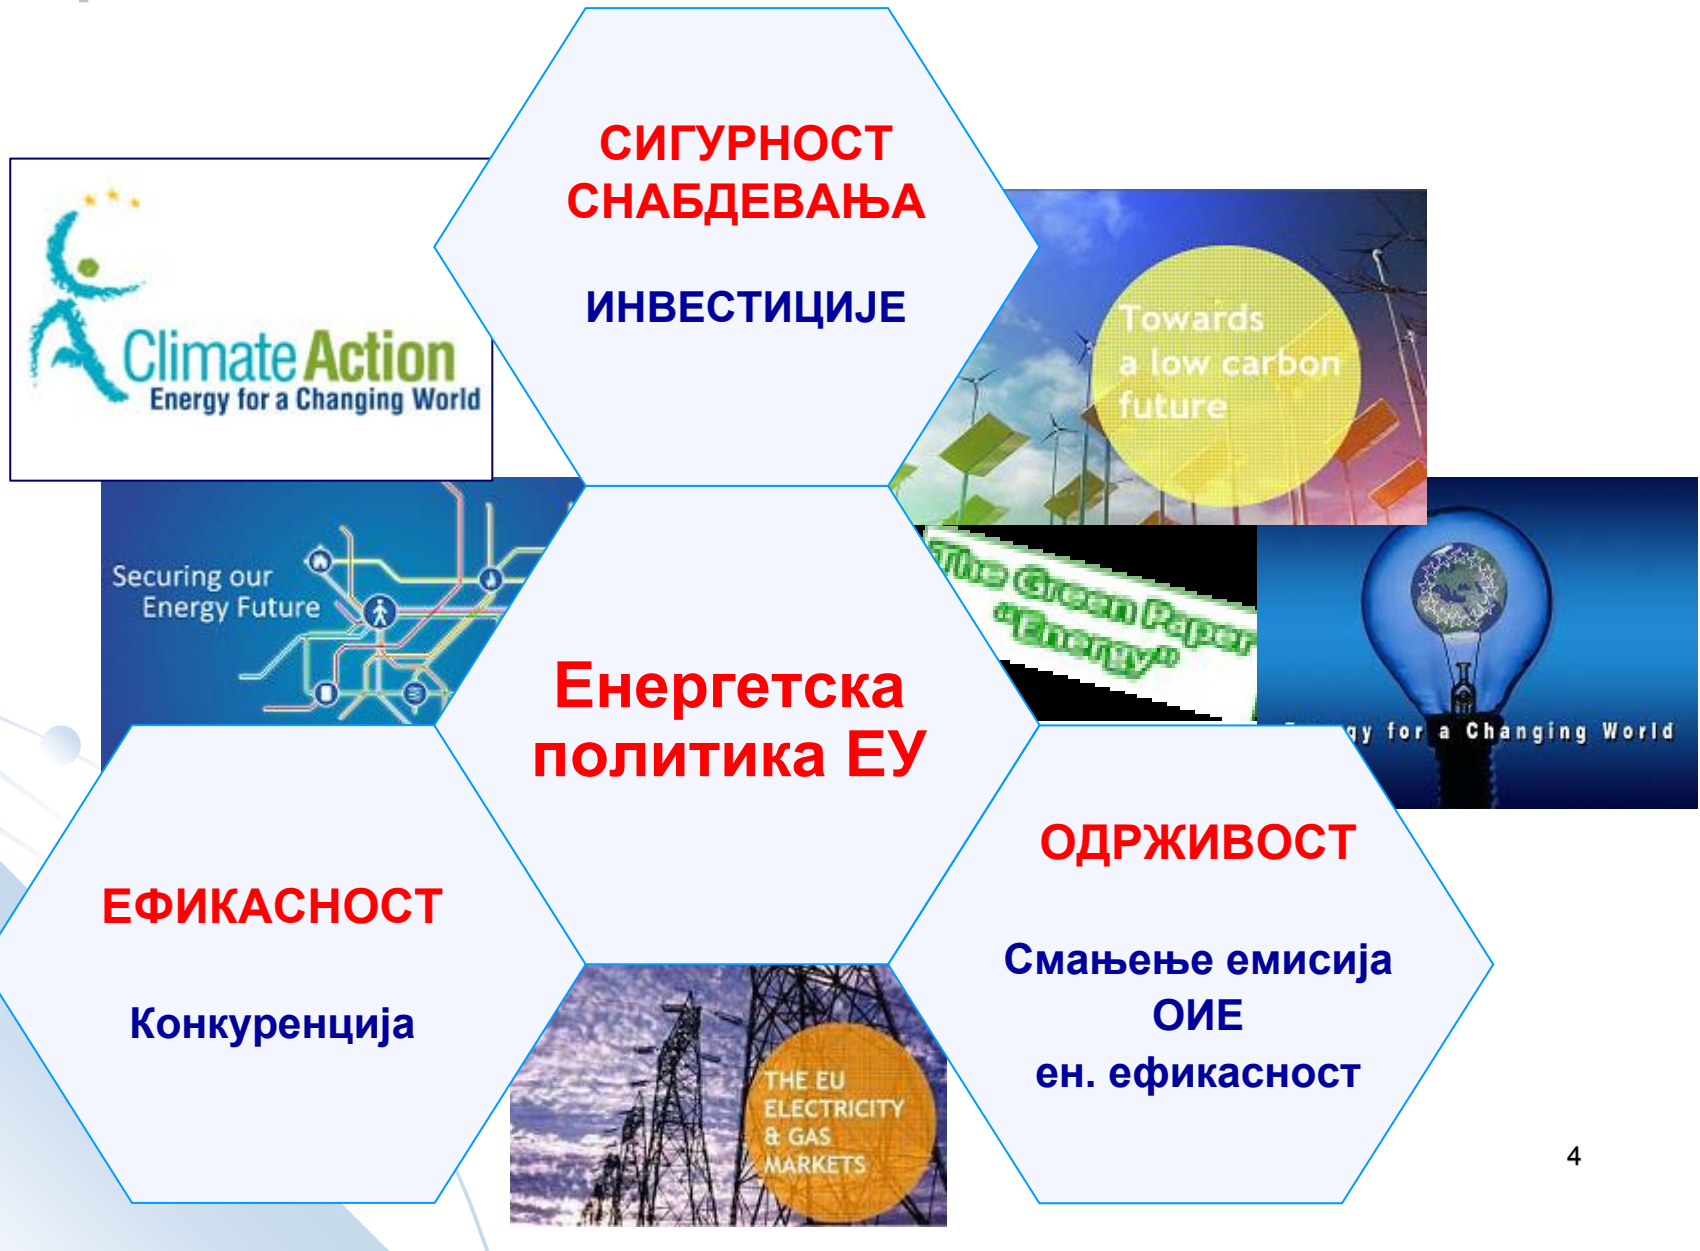 СИГУРНОСТ
СНАБДЕВАЊА
ИНВЕСТИЦИЈЕ
Climate Action
Energy for a Changing World
Towards
a low carbon
future
Securing our
Energy Future
The Green Paper
“Energy”
Енергетска
политика ЕУ
gy for a Changing World
ЕФИКАСНОСТ
Конкуренција
ОДРЖИВОСТ
Смањење емисија
ОИЕ
ен. ефикасност
THE EU
ELECTRICITY
& GAS
MARKETS
4